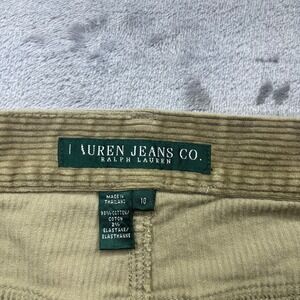 LAUREN JEANS CO.
RALPH LAUREN
MADE IN
THAILAND
10
98% COTTON/
COTON
2%
ELASTANE/
ELASTHANNE